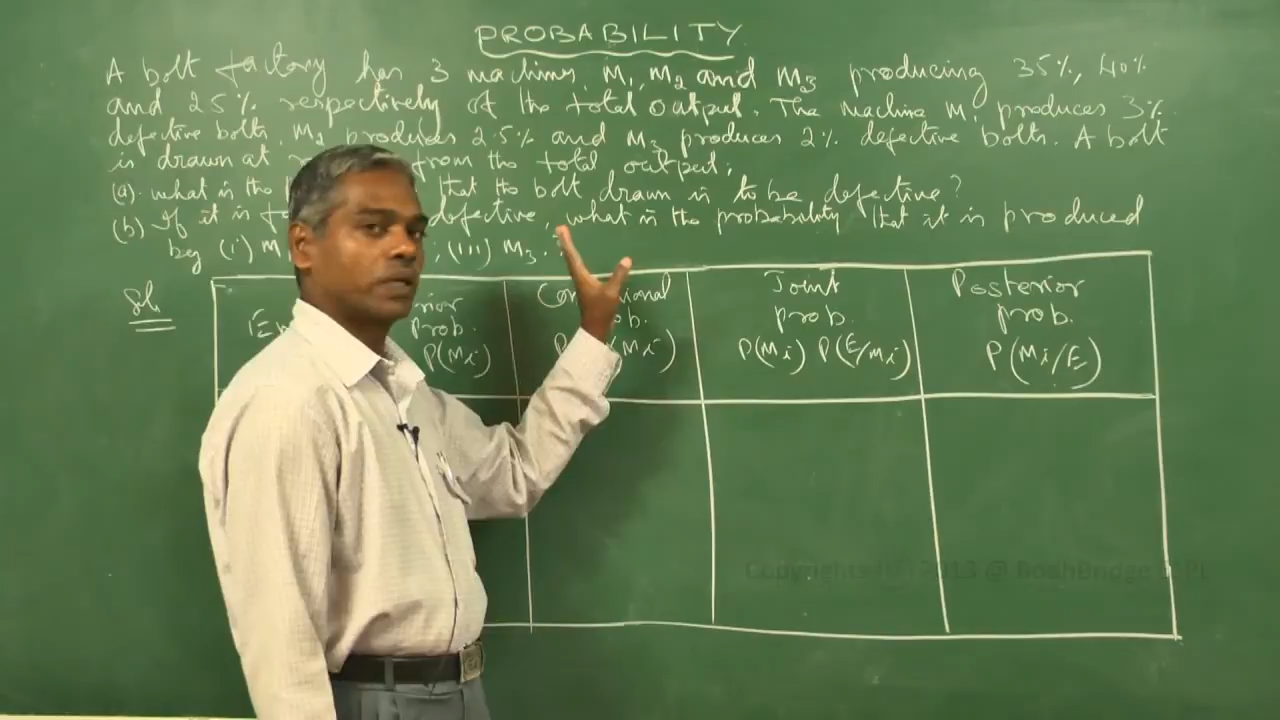 PROBABILITY
A bolt factory has 3 machines, M1, M2 and M3 producing 35%, 40%
and 25% respectively of the total output. The machine M1 produces 3%
defective bolts. M2 produces 2.5% and M3 produces 2% defective bolts. A bolt
is drawn at from the total output;
(a). what is the that the bolt drawn is to be defective?
(b). If it is defective, what is the probability that it is produced
by (i) M ; (iii) M3.
Sol.
Joint Posterior
prob. prob. prob.
P(Mi) P(Mi) P(E/Mi) P(Mi/E)
Copyrights 2013 @